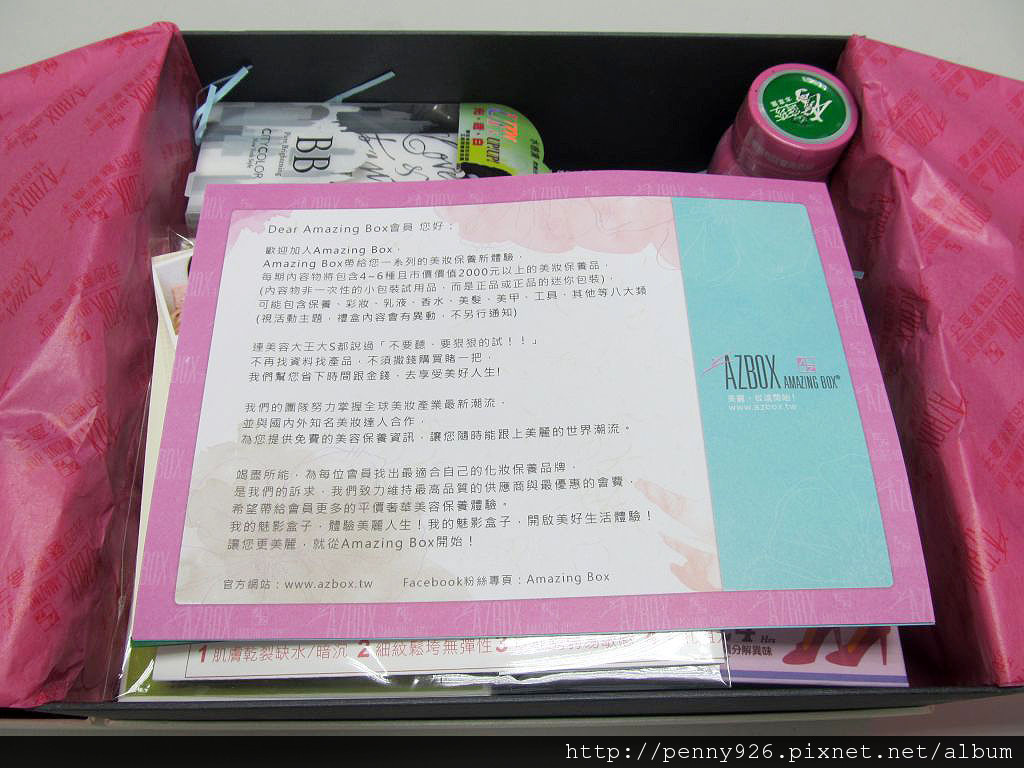 BB
Pure Brightening
CITYCOLOR
UP!UP!
Dear Amazing Box會員 您好：
歡迎加入Amazing Box，
Amazing Box帶給您一系列的美妝保養新體驗，
每期內容物將包含4~6種且市價價值2000元以上的美妝保養品，
(內容物非一次性的小包裝試用品，而是正品或正品的迷你包裝)
可能包含保養、彩妝、乳液、香水、美髮、美甲、工具、其他等八大類
(視活動主題，禮盒內容會有異動，不另行通知)
連美容大王大S都說過「不要聽，要狠狠的試！！」
不再找資料找產品，不須撒錢購買賭一把，
我們幫您省下時間跟金錢，去享受美好人生!
我們的團隊努力掌握全球美妝產業最新潮流，
並與國內外知名美妝達人合作，
為您提供免費的美容保養資訊，讓您隨時能跟上美麗的世界潮流。
竭盡所能，為每位會員找出最適合自己的化妝保養品牌，
是我們的訴求，我們致力維持最高品質的供應商與最優惠的會費，
希望帶給會員更多的平價奢華美容保養體驗。
我的魅影盒子，體驗美麗人生！我的魅影盒子，開啟美好生活體驗！
讓您更美麗，就從Amazing Box開始！
官方網站：www.azbox.tw Facebook粉絲專頁：Amazing Box
AZBOX AMAZING BOX®
美麗，從這開始！
www.azbox.tw
1 肌膚乾裂缺水/暗沉 2 細紋鬆垮無彈性 3
Hrs
分解異味
http://penny926.pixnet.net/album